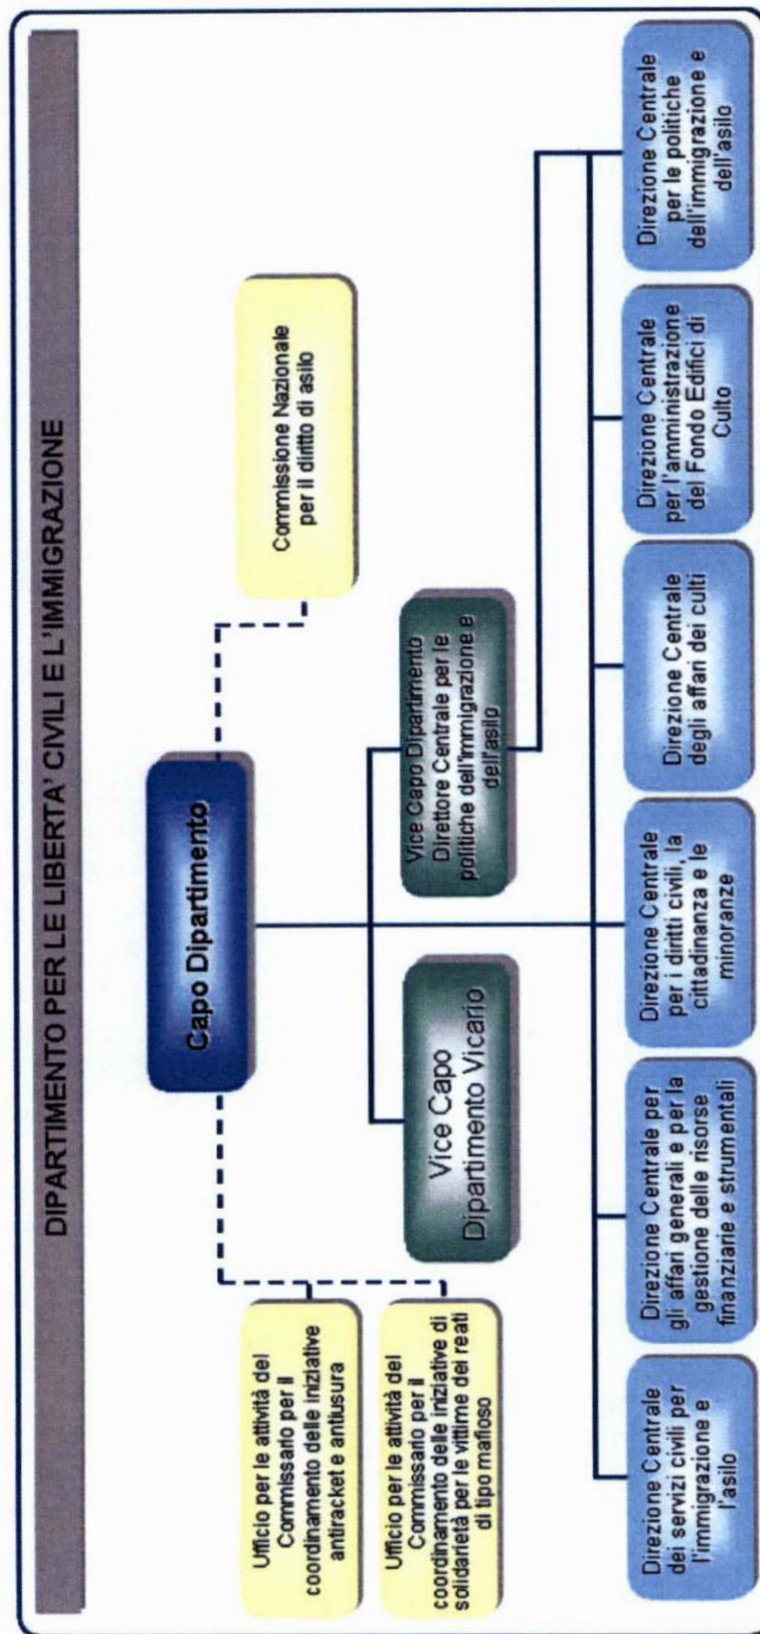 DIPARTIMENTO PER LE LIBERTA' CIVILI E L'IMMIGRAZIONE
Capo Dipartimento
Commissione Nazionale
per il diritto di asilo
Ufficio per le attività del
Commissario per il
coordinamento delle iniziative
antiracket e antiusura
Ufficio per le attività del
Commissario per il
coordinamento delle iniziative di
solidarietà per le vittime dei reati
di tipo mafioso
Vice Capo
Dipartimento Vicario
Vice Capo Dipartimento
Direttore Centrale per le
politiche dell'immigrazione e
dell'asilo
Direzione Centrale
dei servizi civili per
l'immigrazione e
l'asilo
Direzione Centrale per
gli affari generali e per la
gestione delle risorse
finanziarie e strumentali
Direzione Centrale
per i diritti civili, la
cittadinanza e le
minoranze
Direzione Centrale
degli affari dei culti
Direzione Centrale
per l'amministrazione
del Fondo Edifici di
Culto
Direzione Centrale
per le politiche
dell'immigrazione e
dell'asilo